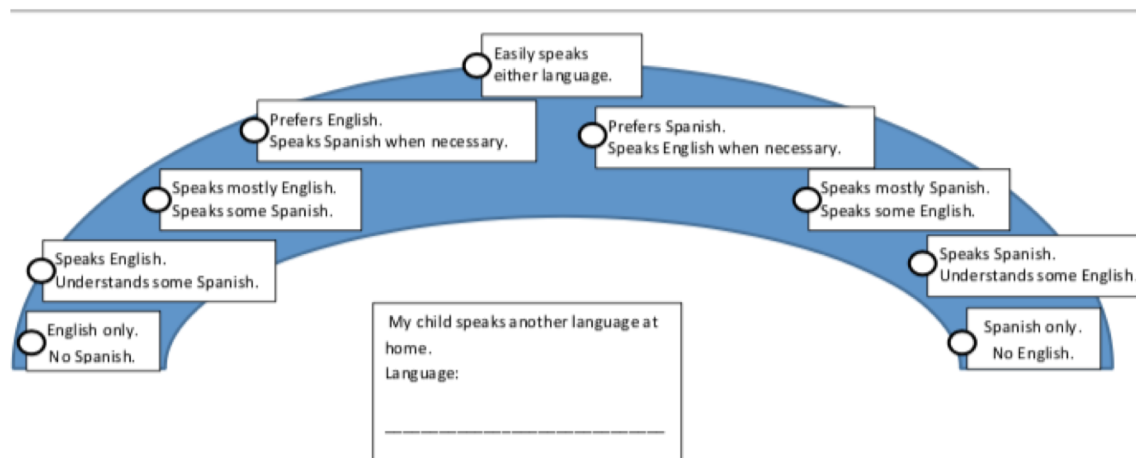 Easily speaks
either language.
Prefers English.
Speaks Spanish when necessary.
Prefers Spanish.
Speaks English when necessary.
Speaks mostly English.
Speaks some Spanish.
Speaks mostly Spanish.
Speaks some English.
Speaks English.
Understands some Spanish.
Speaks Spanish.
Understands some English.
English only.
No Spanish.
My child speaks another language at
home.
Language:
Spanish only.
No English.